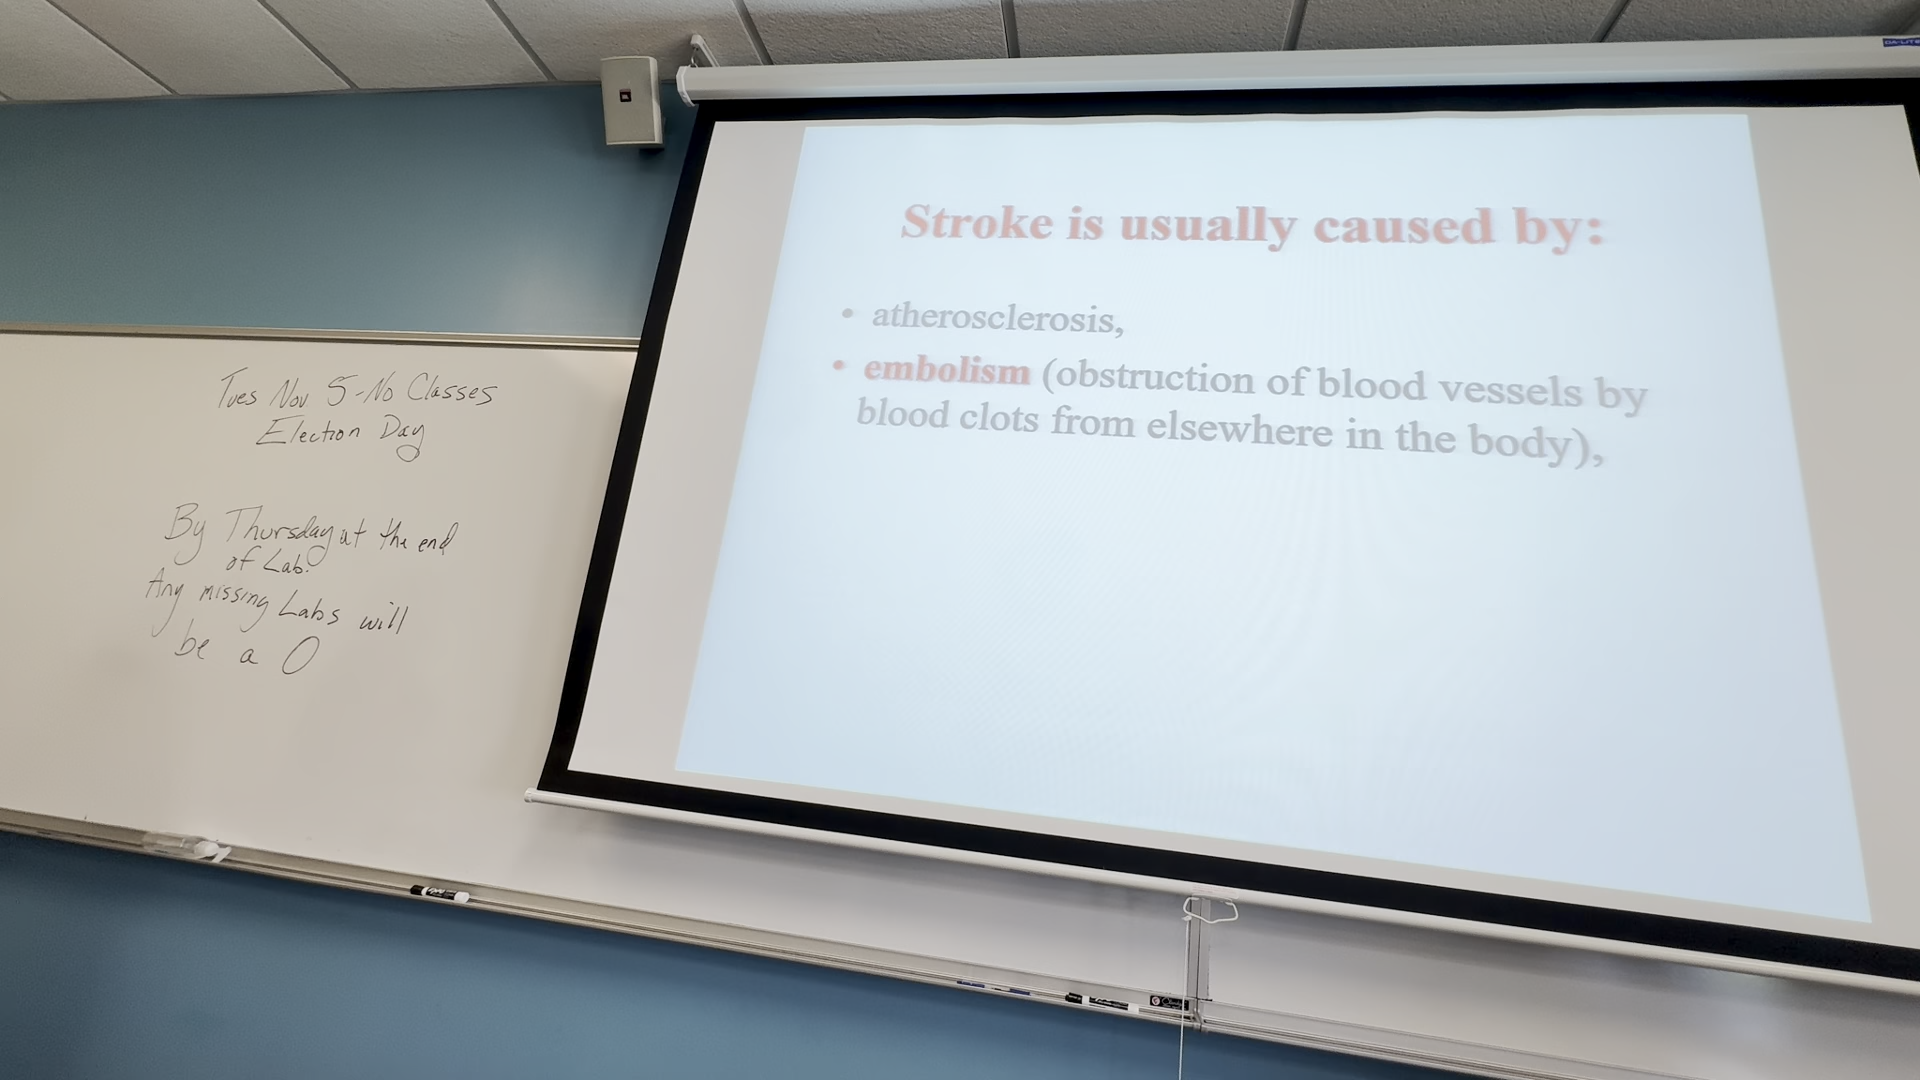 Tues Nov 5-No Classes
Election Day
By Thursday at the end
of Lab.
Any missing Labs will
be a 0
Stroke is usually caused by:
• atherosclerosis,
• embolism (obstruction of blood vessels by
blood clots from elsewhere in the body),
DA-LITE